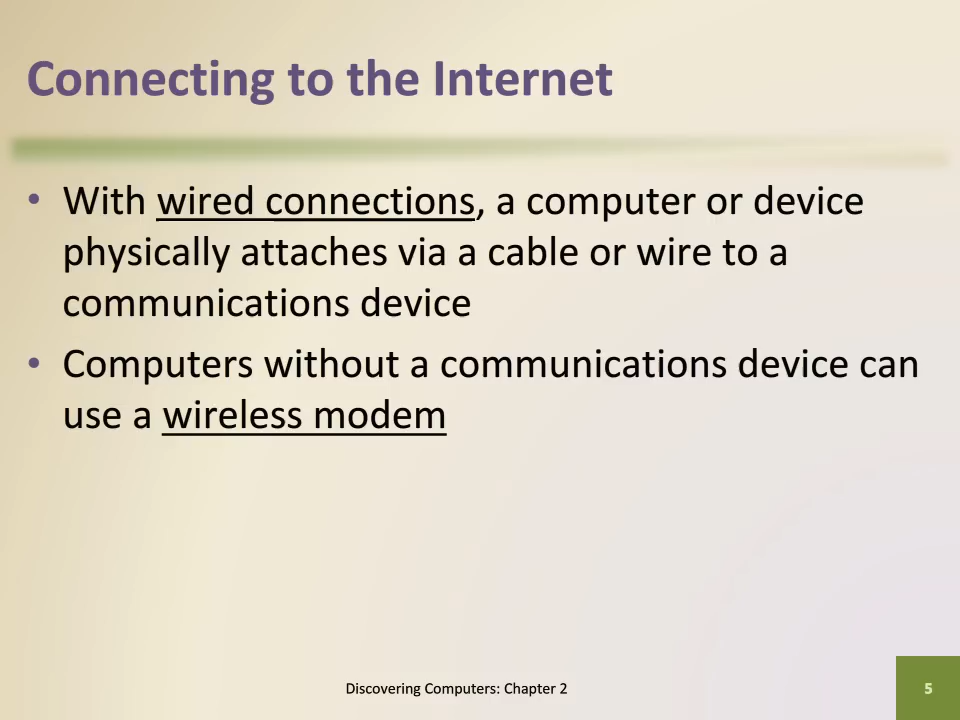 Connecting to the Internet
• With wired connections, a computer or device
physically attaches via a cable or wire to a
communications device
• Computers without a communications device can
use a wireless modem
Discovering Computers: Chapter 2
5